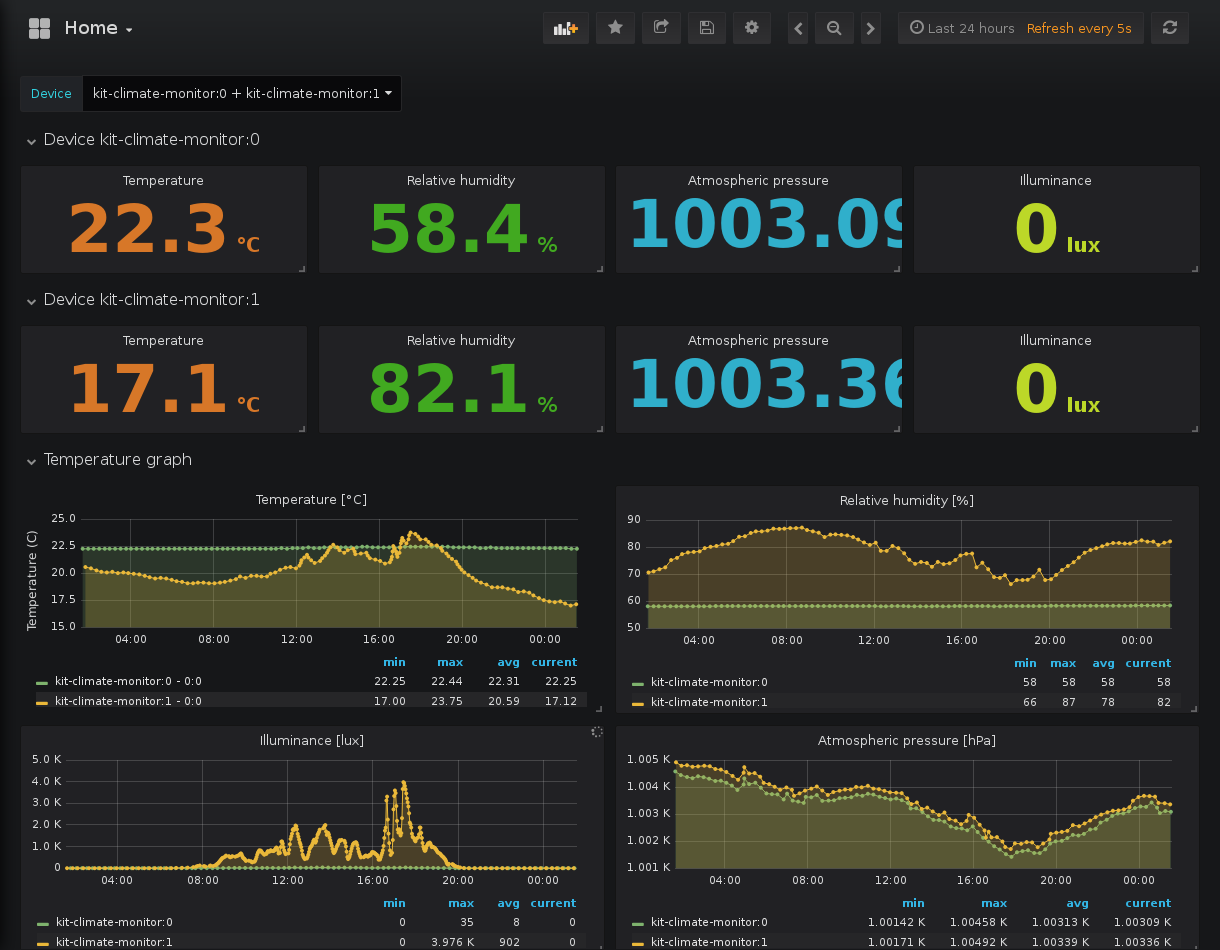 Home
Last 24 hours Refresh every 5s
Device kit-climate-monitor:0 + kit-climate-monitor:1
Device kit-climate-monitor:0
Temperature Relative humidity Atmospheric pressure Illuminance
22.3 °C 58.4 % 1003.09 0 lux
Device kit-climate-monitor:1
Temperature Relative humidity Atmospheric pressure Illuminance
17.1 °C 82.1 % 1003.36 0 lux
Temperature graph
Temperature [°C]
Temperature (C)
25.0
22.5
20.0
17.5
15.0
04:00 08:00 12:00 16:00 20:00 00:00
min max avg current
kit-climate-monitor:0 - 0:0 22.25 22.44 22.31 22.25
kit-climate-monitor:1 - 0:0 17.00 23.75 20.59 17.12
Relative humidity [%]
90
80
70
60
50
04:00 08:00 12:00 16:00 20:00 00:00
min max avg current
kit-climate-monitor:0 58 58 58 58
kit-climate-monitor:1 66 87 78 82
Illuminance [lux]
5.0 K
4.0 K
3.0 K
2.0 K
1.0 K
0
04:00 08:00 12:00 16:00 20:00 00:00
min max avg current
kit-climate-monitor:0 0 35 8 0
kit-climate-monitor:1 0 3.976 K 902 0
Atmospheric pressure [hPa]
1.005 K
1.004 K
1.003 K
1.002 K
1.001 K
04:00 08:00 12:00 16:00 20:00 00:00
min max avg current
kit-climate-monitor:0 1.00142 K 1.00458 K 1.00313 K 1.00309 K
kit-climate-monitor:1 1.00171 K 1.00492 K 1.00339 K 1.00336 K